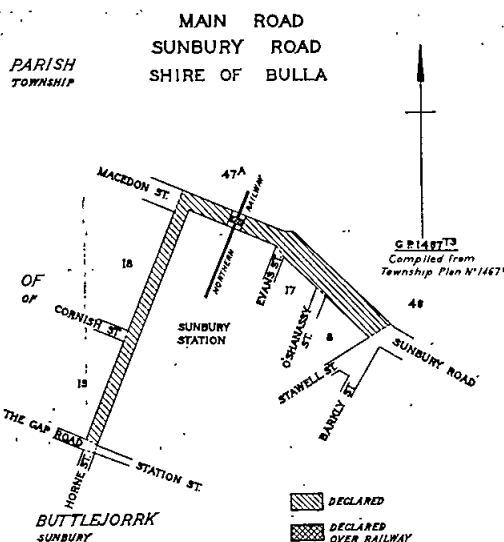 MAIN ROAD
SUNBURY ROAD
SHIRE OF BULLA
PARISH
TOWNSHIP
MACEDON ST.
47A
NORTHERN RAILWAY
G.P.1467 13
Compiled from
Township Plan Nº1467
18
EVANS ST.
17
48
OF
OF
CORNISH ST.
SUNBURY
STATION
O'SHANASSY
ST.
8
SUNBURY ROAD
STAWELL ST.
BARKLY ST.
19
THE GAP ROAD
STATION ST.
HORNE ST.
BUTTLEJORRK
SUNBURY
DECLARED
DECLARED
OVER RAILWAY